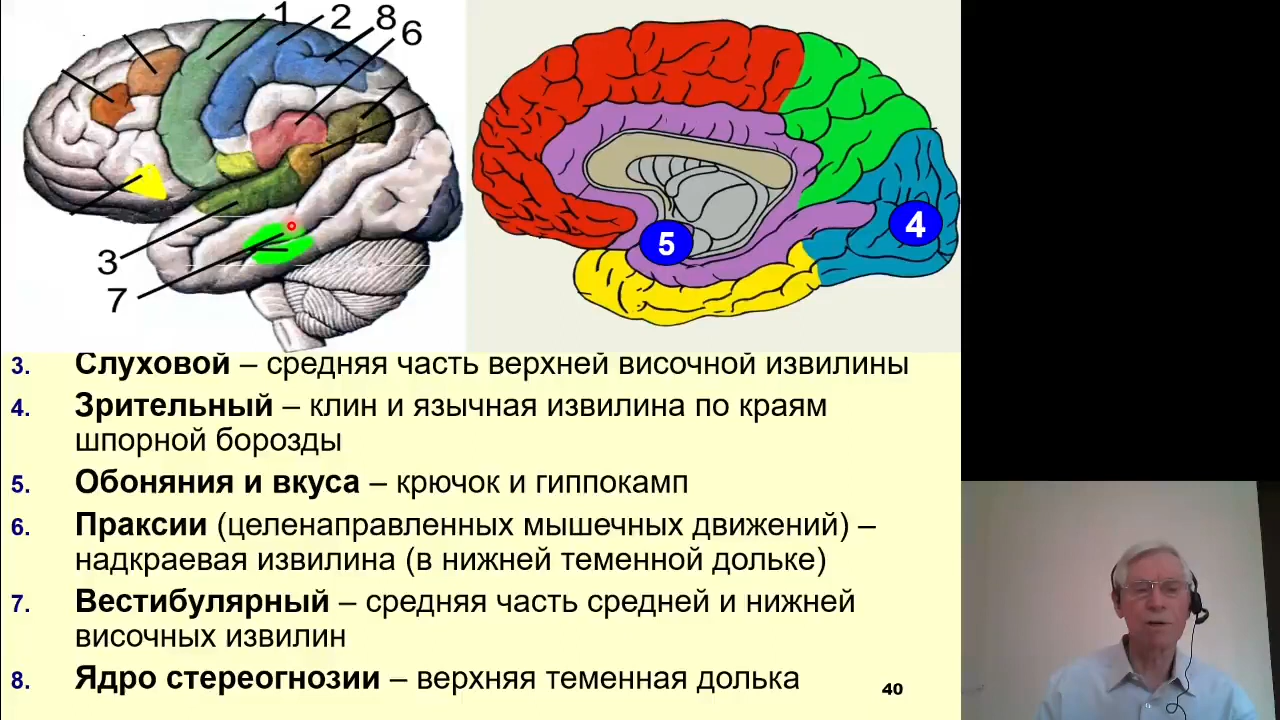 1
2
8
6
3
7
5
4
3. Слуховой – средняя часть верхней височной извилины
4. Зрительный – клин и язычная извилина по краям
шпорной борозды
5. Обоняния и вкуса – крючок и гиппокамп
6. Праксии (целенаправленных мышечных движений) –
надкраевая извилина (в нижней теменной дольке)
7. Вестибулярный – средняя часть средней и нижней
височных извилин
8. Ядро стереогнозии – верхняя теменная долька
40